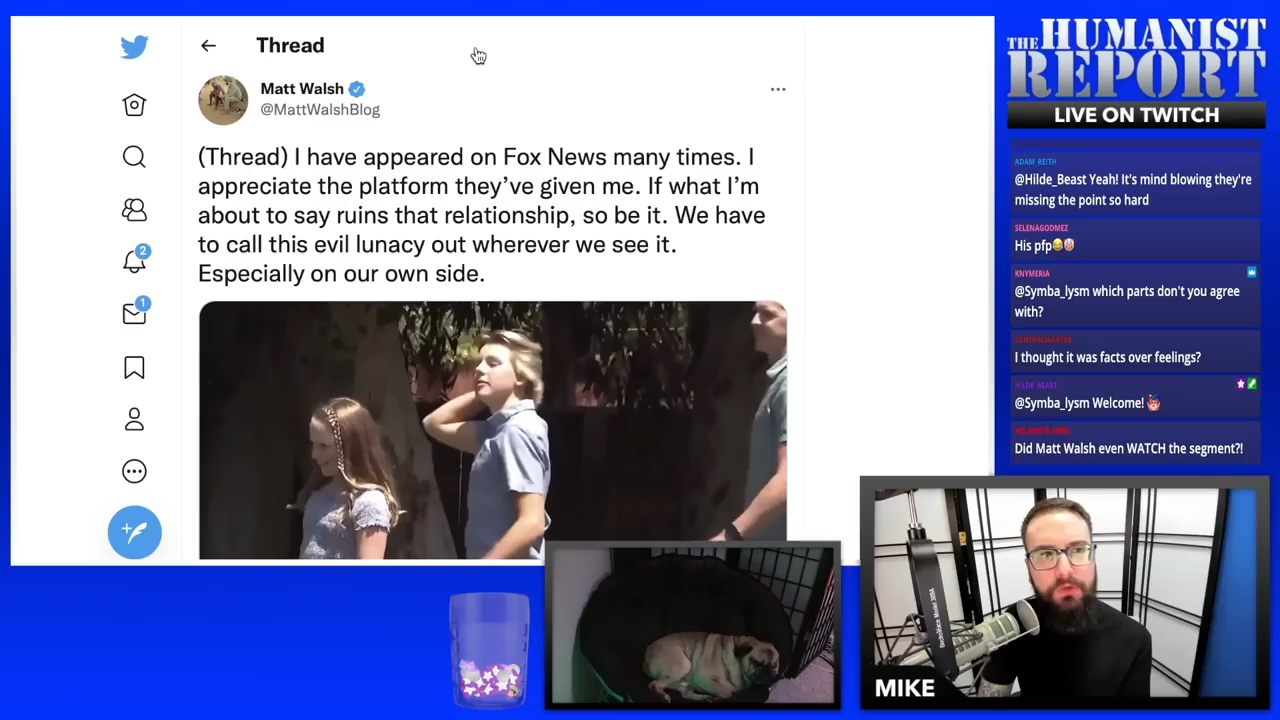 Thread
Matt Walsh
@MattWalshBlog
(Thread) I have appeared on Fox News many times. I
appreciate the platform they've given me. If what I'm
about to say ruins that relationship, so be it. We have
to call this evil lunacy out wherever we see it.
Especially on our own side.
2
1
THE HUMANIST
REPORT
LIVE ON TWITCH
ADAM_REITH
@Hilde_Beast Yeah! It's mind blowing they're
missing the point so hard
SELENAGODMEZ
His pfp
KNYMERIA
@Symba_lysm which parts don't you agree
with?
I thought it was facts over feelings?
HILDE_BEAST
@Symba_lysm Welcome!
Did Matt Walsh even WATCH the segment?!
MIKE